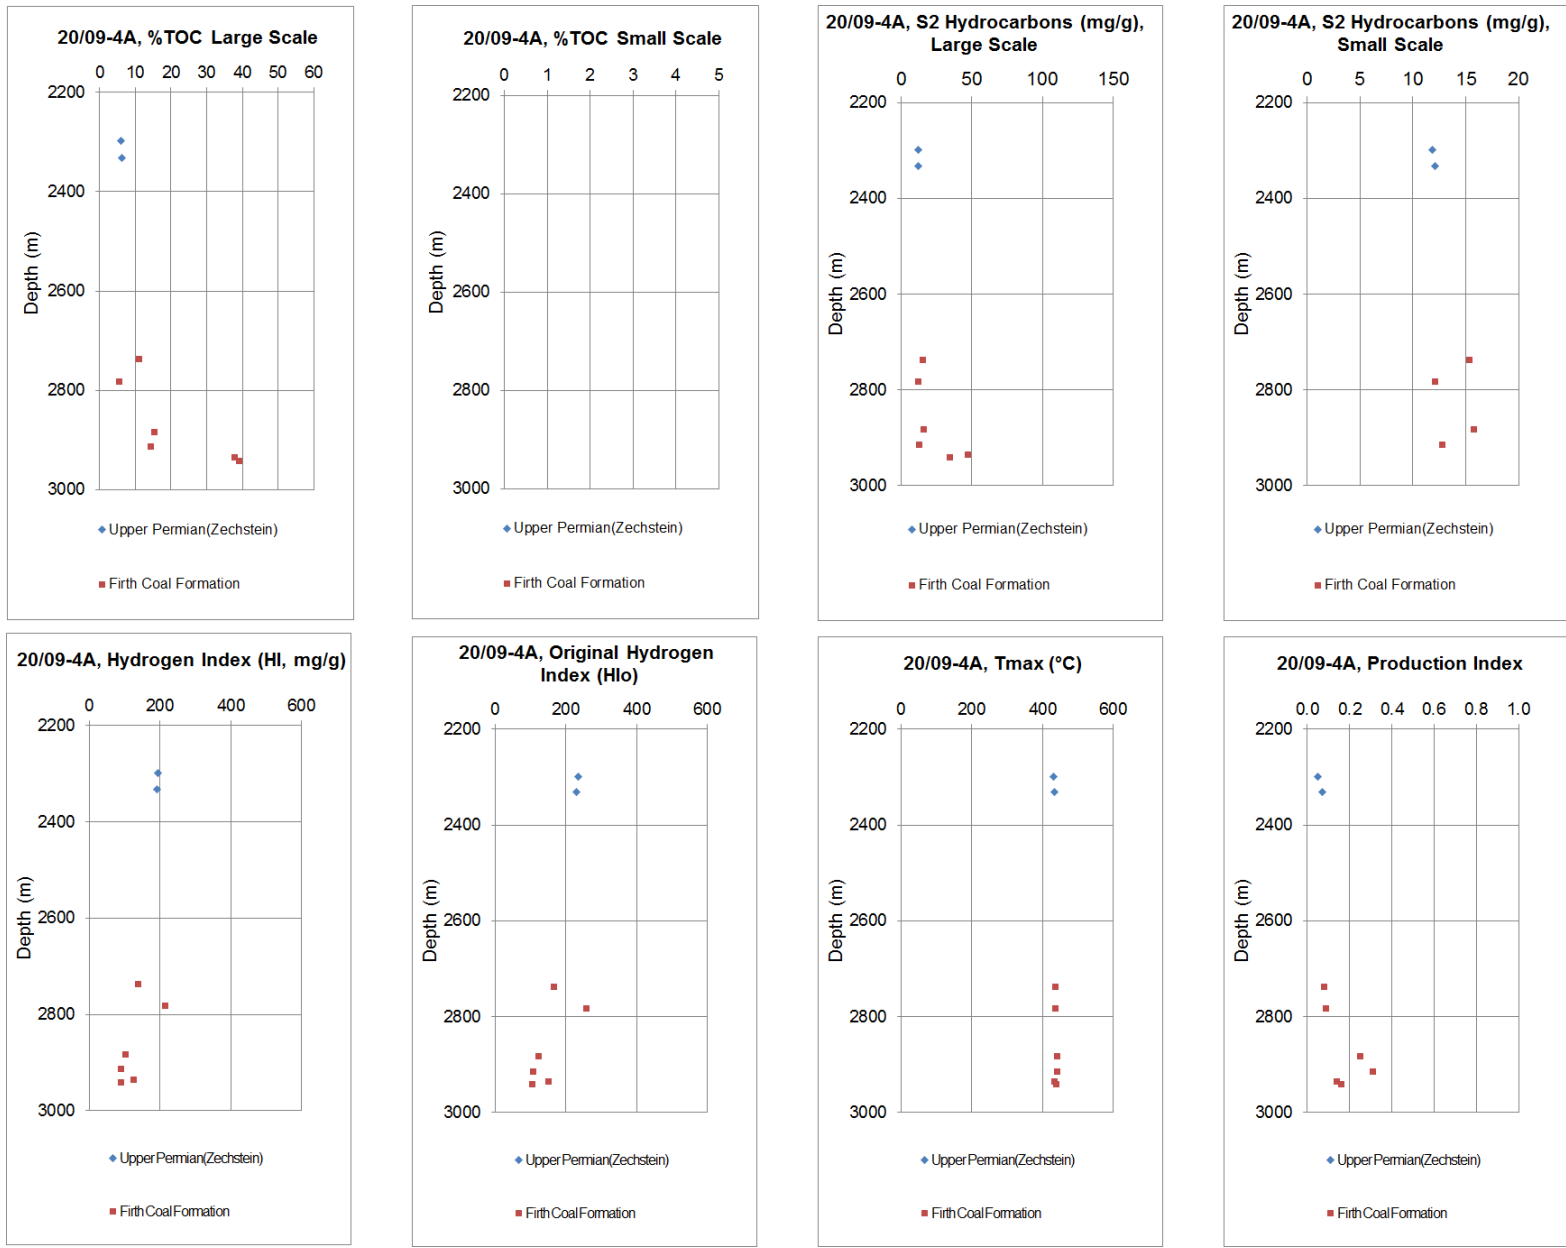 20/09-4A, %TOC Large Scale
0 10 20 30 40 50 60
2200
2400
2600
2800
3000
Depth (m)
Upper Permian(Zechstein)
Firth Coal Formation
20/09-4A, %TOC Small Scale
0 1 2 3 4 5
2200
2400
2600
2800
3000
Depth (m)
Upper Permian(Zechstein)
Firth Coal Formation
20/09-4A, S2 Hydrocarbons (mg/g),
Large Scale
0 50 100 150
2200
2400
2600
2800
3000
Depth (m)
Upper Permian(Zechstein)
Firth Coal Formation
20/09-4A, S2 Hydrocarbons (mg/g),
Small Scale
0 5 10 15 20
2200
2400
2600
2800
3000
Depth (m)
Upper Permian(Zechstein)
Firth Coal Formation
20/09-4A, Hydrogen Index (HI, mg/g)
0 200 400 600
2200
2400
2600
2800
3000
Depth (m)
Upper Permian(Zechstein)
Firth Coal Formation
20/09-4A, Original Hydrogen
Index (HIo)
0 200 400 600
2200
2400
2600
2800
3000
Depth (m)
Upper Permian(Zechstein)
Firth Coal Formation
20/09-4A, Tmax (°C)
0 200 400 600
2200
2400
2600
2800
3000
Depth (m)
Upper Permian(Zechstein)
Firth Coal Formation
20/09-4A, Production Index
0.0 0.2 0.4 0.6 0.8 1.0
2200
2400
2600
2800
3000
Depth (m)
Upper Permian(Zechstein)
Firth Coal Formation